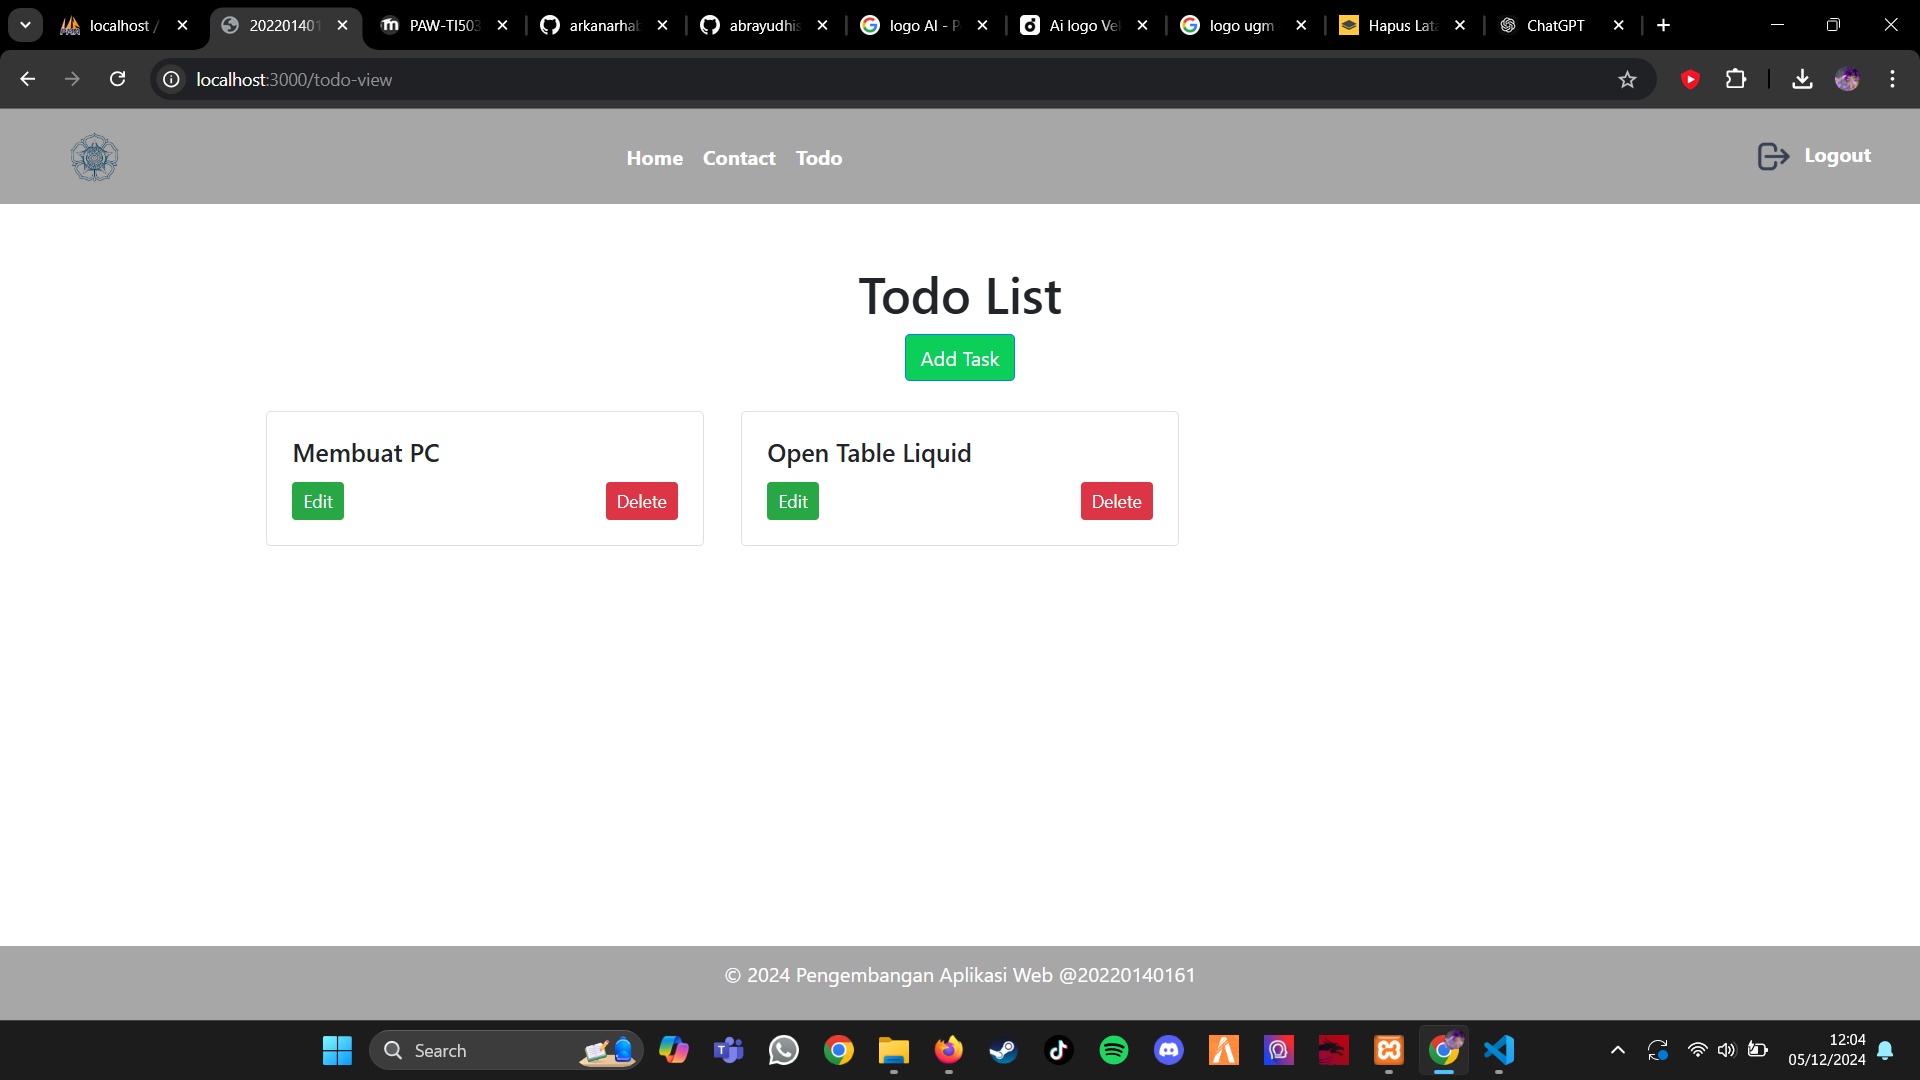 localhost /
202201401
PAW-TI503
arkanarhab
abrayudhis
logo AI - P
Ai logo Ve
logo ugm
Hapus Lata
ChatGPT
localhost:3000/todo-view
Home Contact Todo
Logout
Todo List
Add Task
Membuat PC
Edit Delete
Open Table Liquid
Edit Delete
© 2024 Pengembangan Aplikasi Web @20220140161
Search
12:04
05/12/2024